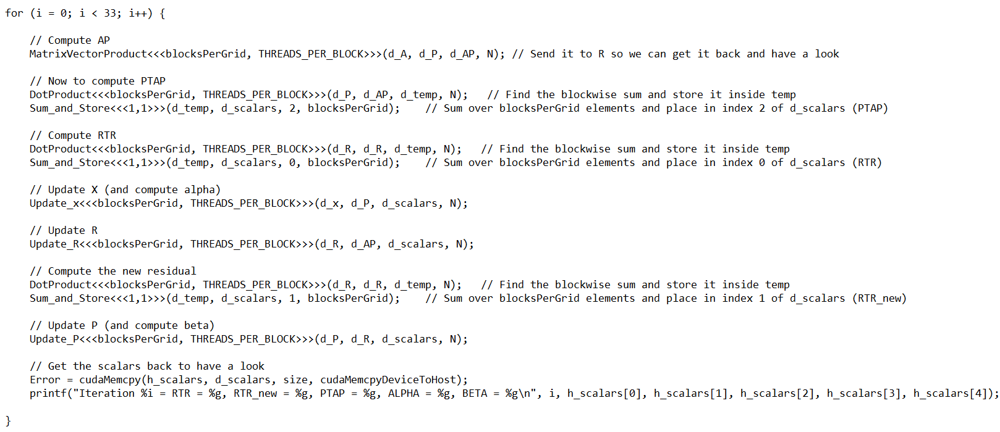 for (i = 0; i < 33; i++) {
// Compute AP
MatrixVectorProduct<<<blocksPerGrid, THREADS_PER_BLOCK>>>(d_A, d_P, d_AP, N); // Send it to R so we can get it back and have a look
// Now to compute PTAP
DotProduct<<<blocksPerGrid, THREADS_PER_BLOCK>>>(d_P, d_AP, d_temp, N);   // Find the blockwise sum and store it inside temp
Sum_and_Store<<<1,1>>>(d_temp, d_scalars, 2, blocksPerGrid);    // Sum over blocksPerGrid elements and place in index 2 of d_scalars (PTAP)
// Compute RTR
DotProduct<<<blocksPerGrid, THREADS_PER_BLOCK>>>(d_R, d_R, d_temp, N);   // Find the blockwise sum and store it inside temp
Sum_and_Store<<<1,1>>>(d_temp, d_scalars, 0, blocksPerGrid);    // Sum over blocksPerGrid elements and place in index 0 of d_scalars (RTR)
// Update X (and compute alpha)
Update_x<<<blocksPerGrid, THREADS_PER_BLOCK>>>(d_x, d_P, d_scalars, N);
// Update R
Update_R<<<blocksPerGrid, THREADS_PER_BLOCK>>>(d_R, d_AP, d_scalars, N);
// Compute the new residual
DotProduct<<<blocksPerGrid, THREADS_PER_BLOCK>>>(d_R, d_R, d_temp, N);   // Find the blockwise sum and store it inside temp
Sum_and_Store<<<1,1>>>(d_temp, d_scalars, 1, blocksPerGrid);    // Sum over blocksPerGrid elements and place in index 1 of d_scalars (RTR_new)
// Update P (and compute beta)
Update_P<<<blocksPerGrid, THREADS_PER_BLOCK>>>(d_P, d_R, d_scalars, N);
// Get the scalars back to have a look
Error = cudaMemcpy(h_scalars, d_scalars, size, cudaMemcpyDeviceToHost);
printf("Iteration %i = RTR = %g, RTR_new = %g, PTAP = %g, ALPHA = %g, BETA = %g\n", i, h_scalars[0], h_scalars[1], h_scalars[2], h_scalars[3], h_scalars[4]);
}